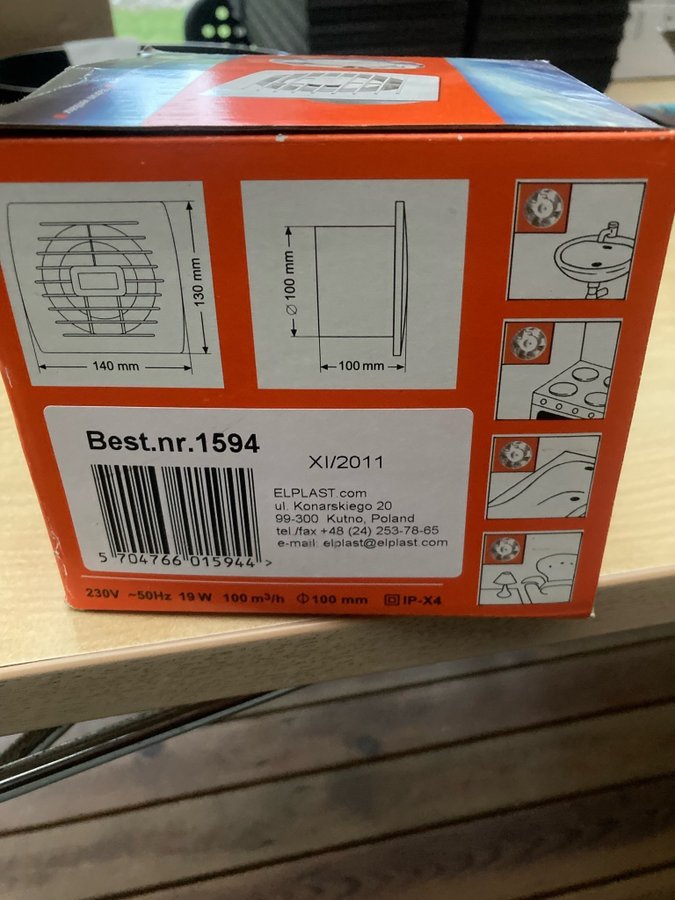 130 mm
140 mm
Ø 100 mm
100 mm
Best.nr.1594
XI/2011
ELPLAST.com
ul. Konarskiego 20
99-300 Kutno, Poland
tel./fax +48 (24) 253-78-65
e-mail: elplast@elplast.com
5 704766 015944 >
230V ~50Hz 19 W 100 m³/h Φ100 mm IP-X4